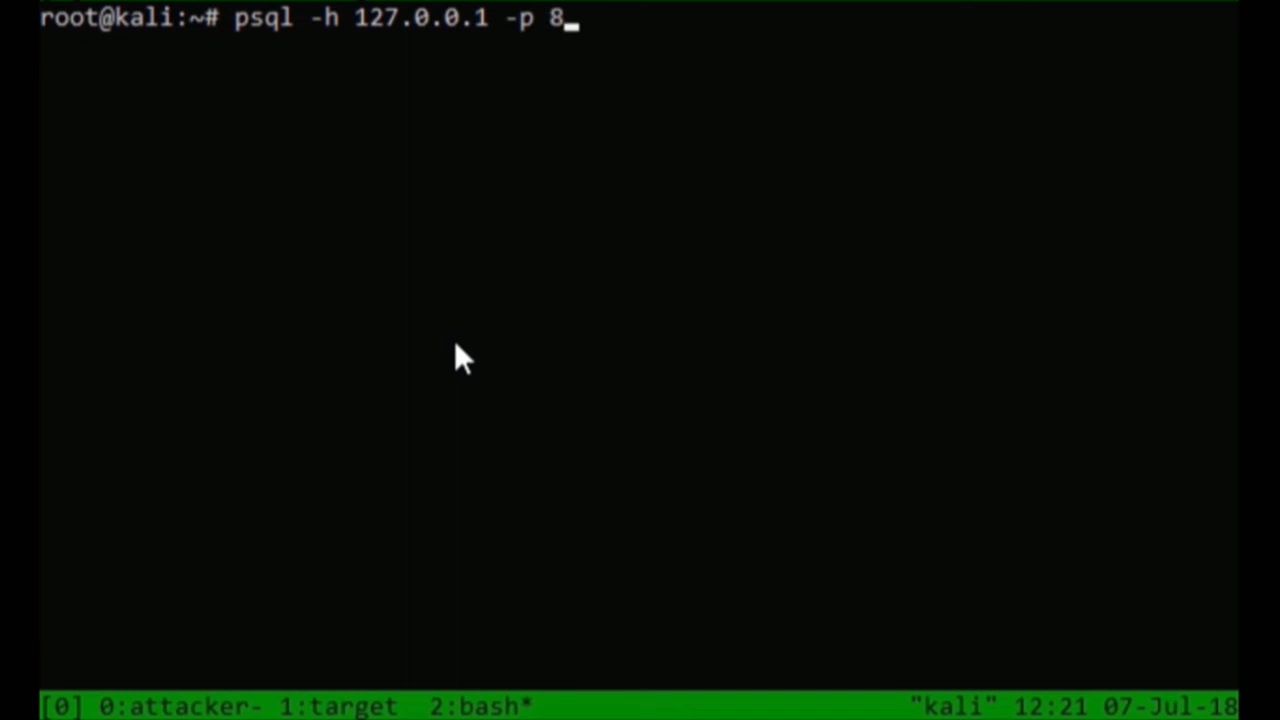 root@kali:~# psql -h 127.0.0.1 -p 8
[0] 0:attacker- 1:target  2:bash* "kali" 12:21 07-Jul-18